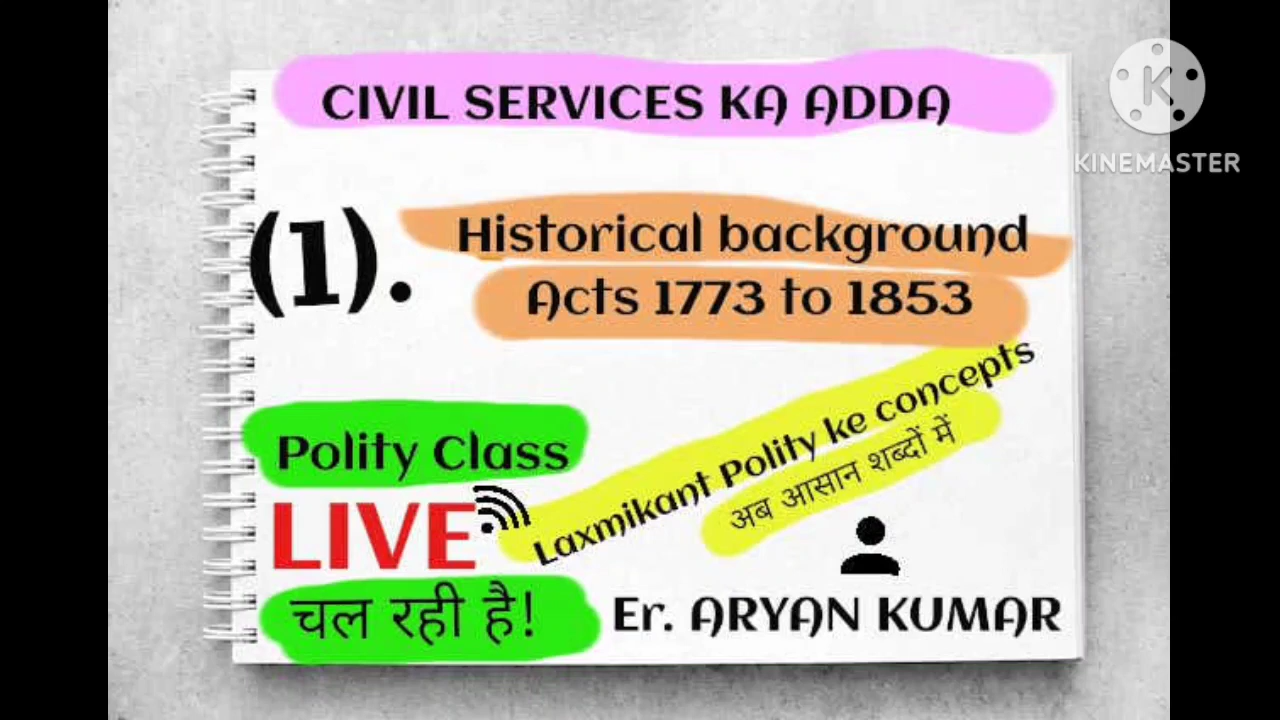 CIVIL SERVICES KA ADDA
KINEMASTER
(1).
Historical background
Acts 1773 to 1853
Laxmikant Polity ke concepts
अब आसान शब्दों में
Polity Class
LIVE
चल रही है!
Er. ARYAN KUMAR